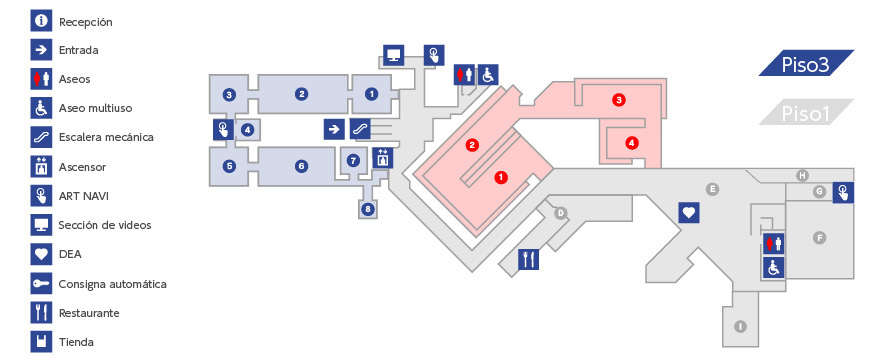 Recepción
Entrada
Aseos
Aseo multiuso
Escalera mecánica
Ascensor
ART NAVI
Sección de videos
DEA
Consigna automática
Restaurante
Tienda
Piso3
Piso1
3
2
1
4
5
6
7
8
3
4
2
1
H
G
E
D
F
I